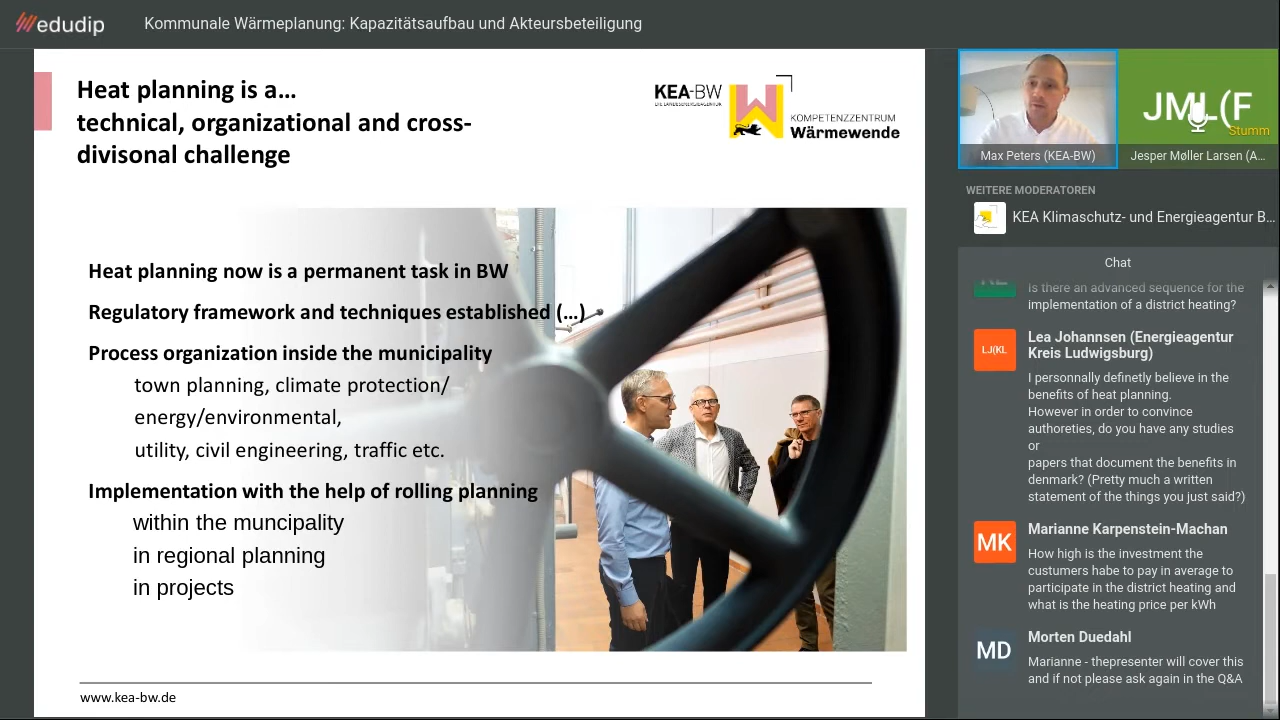 edudip
Kommunale Wärmeplanung: Kapazitätsaufbau und Akteursbeteiligung
Heat planning is a...
technical, organizational and cross-
divisonal challenge
KEA-BW
DIE LANDESENERGIEAGENTUR
KOMPETENZZENTRUM
Wärmewende
Heat planning now is a permanent task in BW
Regulatory framework and techniques established (...)
Process organization inside the municipality
town planning, climate protection/
energy/environmental,
utility, civil engineering, traffic etc.
Implementation with the help of rolling planning
within the muncipality
in regional planning
in projects
www.kea-bw.de
Max Peters (KEA-BW)
JML(F
Stumm
Jesper Møller Larsen (A...
WEITERE MODERATOREN
KEA Klimaschutz- und Energieagentur B...
Chat
Is there an advanced sequence for the
implementation of a district heating?
LJ(KL
Lea Johannsen (Energieagentur
Kreis Ludwigsburg)
I personnally definetly believe in the
benefits of heat planning.
However in order to convince
authoreties, do you have any studies
or
papers that document the benefits in
denmark? (Pretty much a written
statement of the things you just said?)
MK
Marianne Karpenstein-Machan
How high is the investment the
custumers habe to pay in average to
participate in the district heating and
what is the heating price per kWh
MD
Morten Duedahl
Marianne - thepresenter will cover this
and if not please ask again in the Q&A